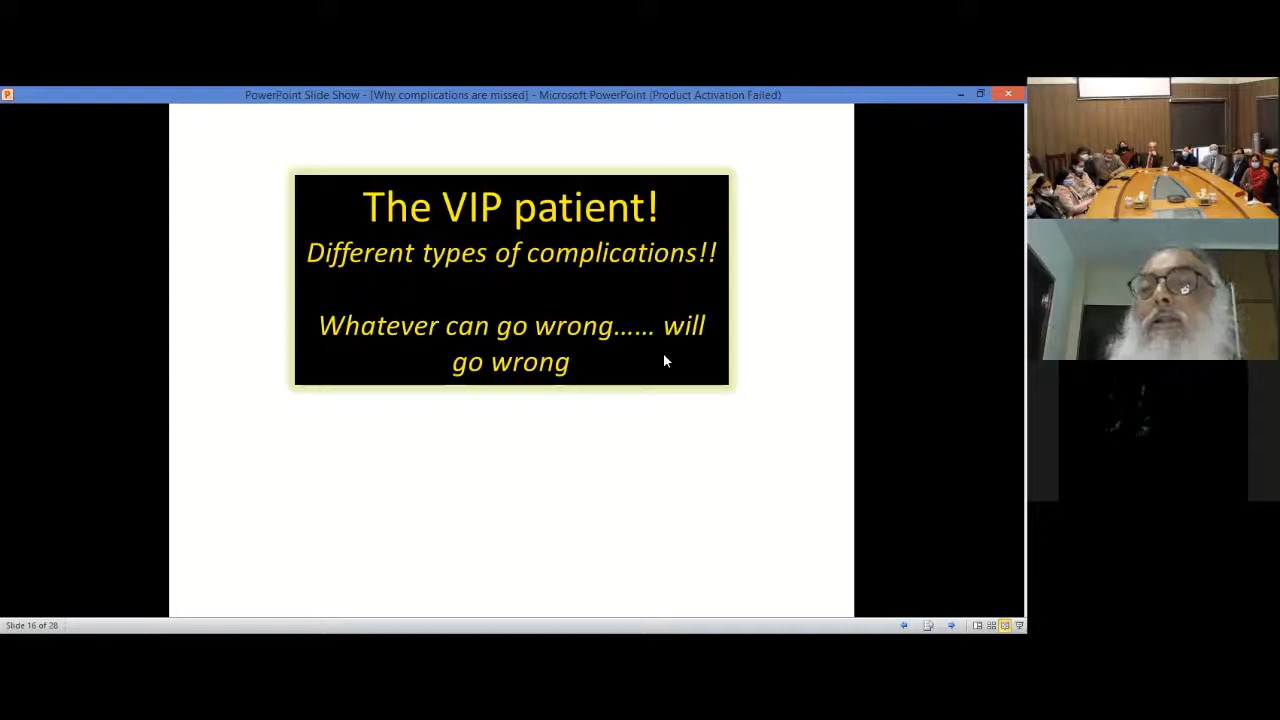 PowerPoint Slide Show - [Why complications are missed] - Microsoft PowerPoint (Product Activation Failed)
The VIP patient!
Different types of complications!!
Whatever can go wrong...... will
go wrong
Slide 16 of 28